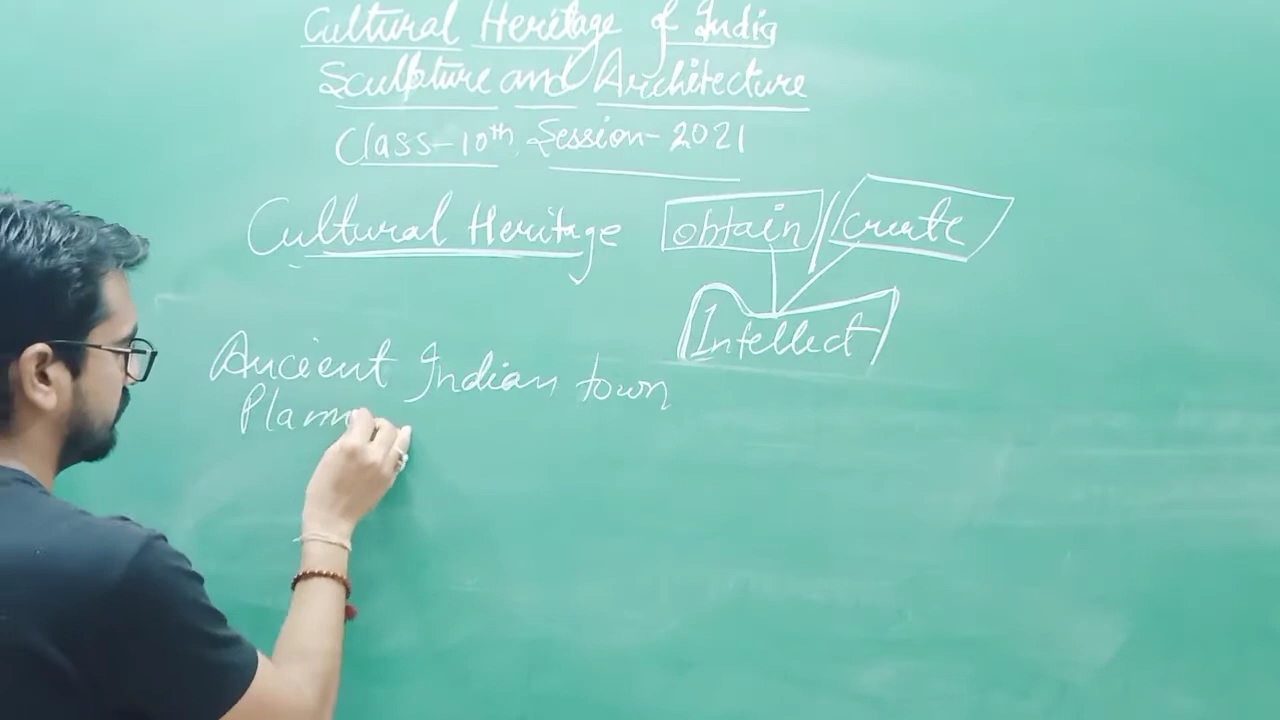 Cultural Heritage of India
Sculpture and Architecture
Class-10th Session-2021
Cultural Heritage obtain / create
Intellect
Ancient Indian town
Plann